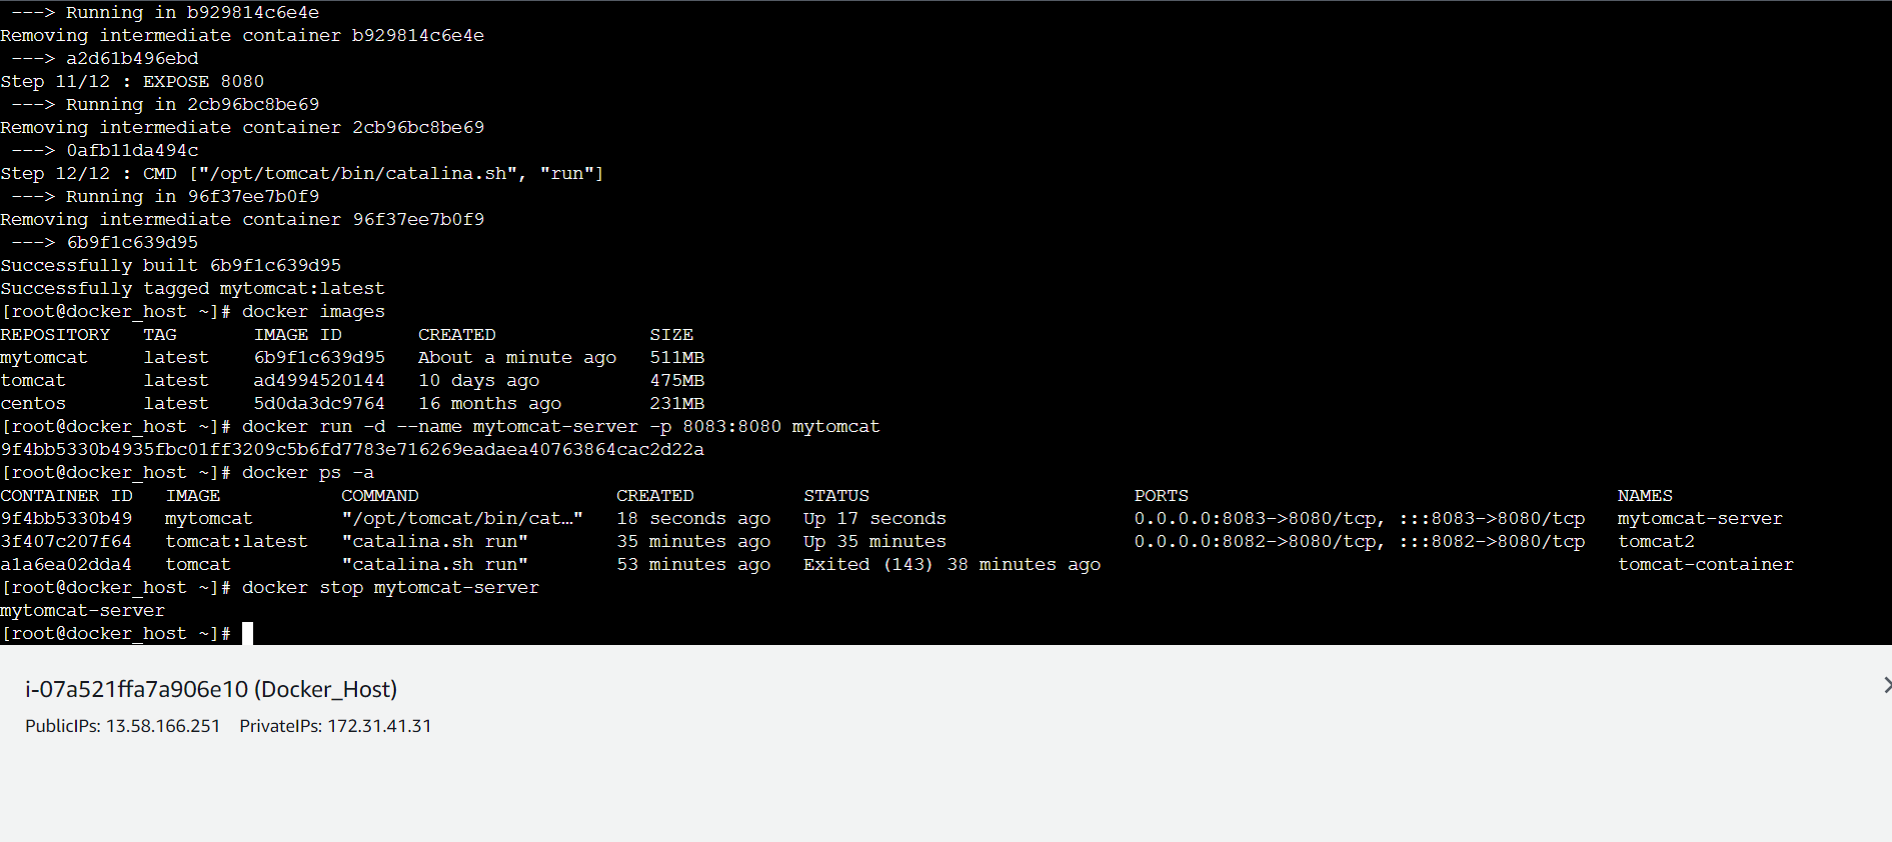 ---> Running in b929814c6e4e
Removing intermediate container b929814c6e4e
---> a2d61b496ebd
Step 11/12 : EXPOSE 8080
---> Running in 2cb96bc8be69
Removing intermediate container 2cb96bc8be69
---> 0afb11da494c
Step 12/12 : CMD ["/opt/tomcat/bin/catalina.sh", "run"]
---> Running in 96f37ee7b0f9
Removing intermediate container 96f37ee7b0f9
---> 6b9f1c639d95
Successfully built 6b9f1c639d95
Successfully tagged mytomcat:latest
[root@docker_host ~]# docker images
REPOSITORY TAG IMAGE ID CREATED SIZE
mytomcat latest 6b9f1c639d95 About a minute ago 511MB
tomcat latest ad4994520144 10 days ago 475MB
centos latest 5d0da3dc9764 16 months ago 231MB
[root@docker_host ~]# docker run -d --name mytomcat-server -p 8083:8080 mytomcat
9f4bb5330b4935fbc01ff3209c5b6fd7783e716269eadaea40763864cac2d22a
[root@docker_host ~]# docker ps -a
CONTAINER ID IMAGE COMMAND CREATED STATUS PORTS NAMES
9f4bb5330b49 mytomcat "/opt/tomcat/bin/cat…" 18 seconds ago Up 17 seconds 0.0.0.0:8083->8080/tcp, :::8083->8080/tcp mytomcat-server
3f407c207f64 tomcat:latest "catalina.sh run" 35 minutes ago Up 35 minutes 0.0.0.0:8082->8080/tcp, :::8082->8080/tcp tomcat2
a1a6ea02dda4 tomcat "catalina.sh run" 53 minutes ago Exited (143) 38 minutes ago tomcat-container
[root@docker_host ~]# docker stop mytomcat-server
mytomcat-server
[root@docker_host ~]#
i-07a521ffa7a906e10 (Docker_Host)
PublicIPs: 13.58.166.251 PrivateIPs: 172.31.41.31